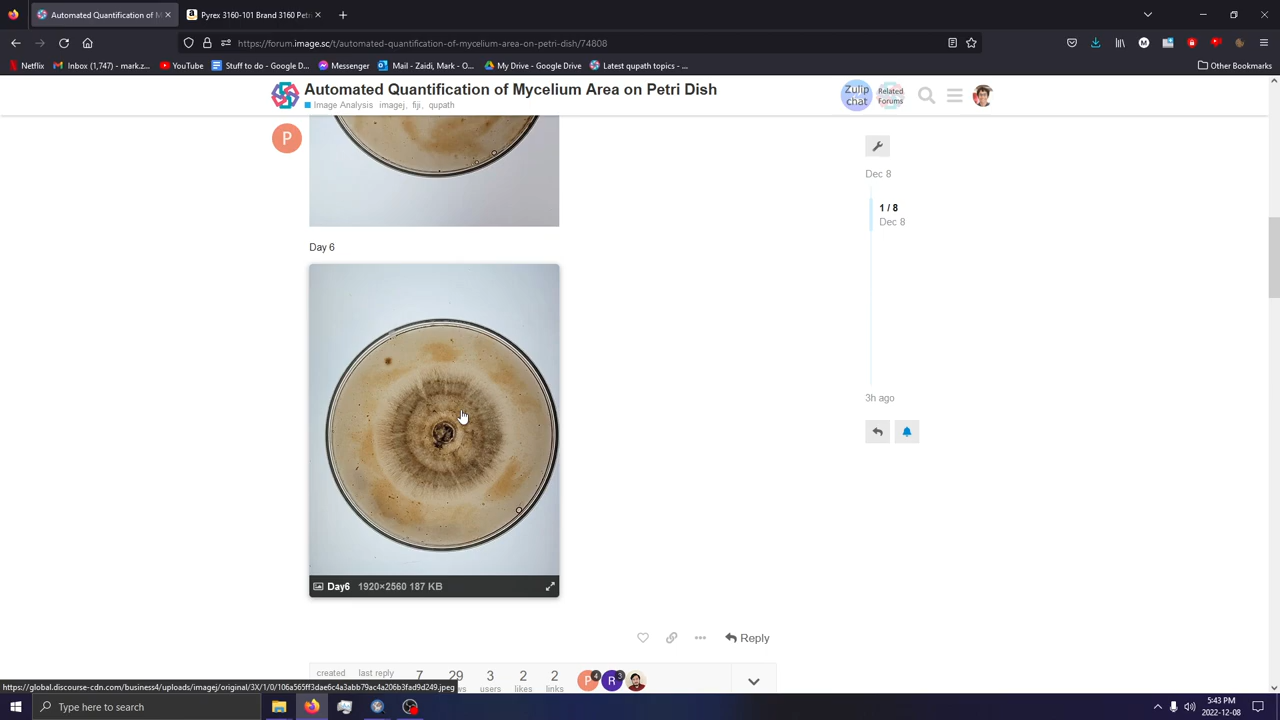 Automated Quantification of M
Pyrex 3160-101 Brand 3160 Petri
https://forum.image.sc/t/automated-quantification-of-mycelium-area-on-petri-dish/74808
Netflix
Inbox (1,747) - mark.z...
YouTube
Stuff to do - Google D...
Messenger
Mail - Zaidi, Mark - O...
My Drive - Google Drive
Latest qupath topics - ...
Other Bookmarks
Automated Quantification of Mycelium Area on Petri Dish
Image Analysis imagej, fiji, qupath
Zulip
chat
Related
Forums
P
Dec 8
1 / 8
Dec 8
Day 6
3h ago
Day6 1920×2560 187 KB
Reply
created
last reply
7
29
3
2
2
users
likes
links
P 4
R 3
https://global.discourse-cdn.com/business4/uploads/imagej/original/3X/1/0/106a565ff3dae6c4a3abb79ac4a206b3fad9d249.jpeg
Type here to search
5:43 PM
2022-12-08